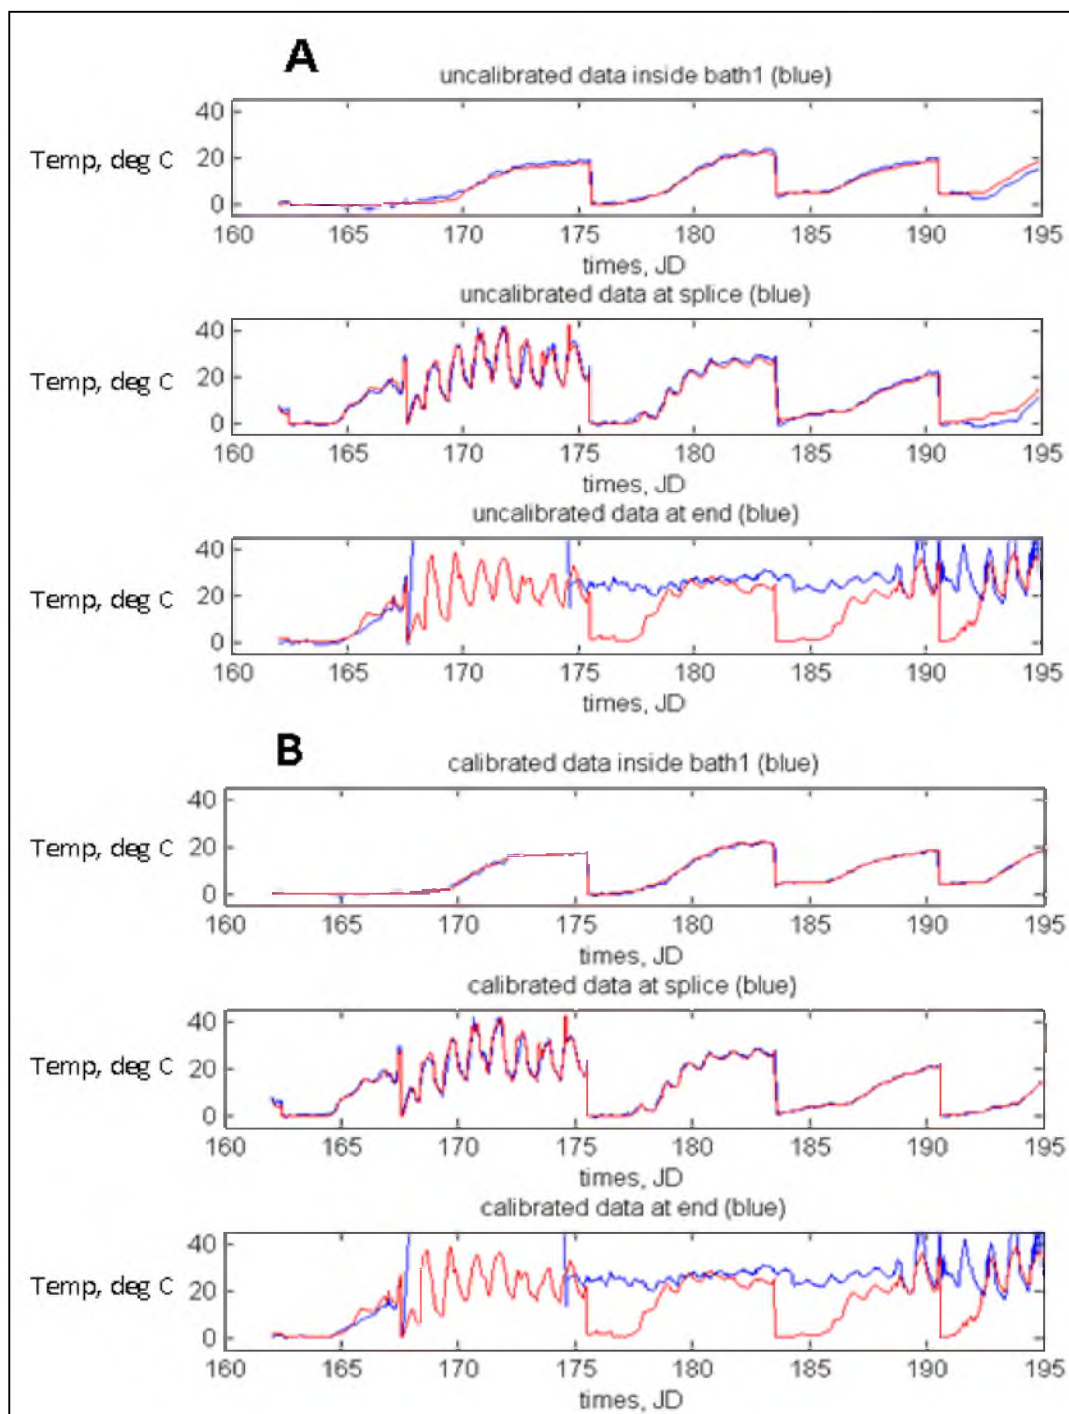 A
uncalibrated data inside bath1 (blue)
Temp, deg C
40
20
0
160 165 170 175 180 185 190 195
times, JD
uncalibrated data at splice (blue)
Temp, deg C
40
20
0
160 165 170 175 180 185 190 195
times, JD
uncalibrated data at end (blue)
Temp, deg C
40
20
0
160 165 170 175 180 185 190 195
times, JD
B
calibrated data inside bath1 (blue)
Temp, deg C
40
20
0
160 165 170 175 180 185 190 195
times, JD
calibrated data at splice (blue)
Temp, deg C
40
20
0
160 165 170 175 180 185 190 195
times, JD
calibrated data at end (blue)
Temp, deg C
40
20
0
160 165 170 175 180 185 190 195
times, JD